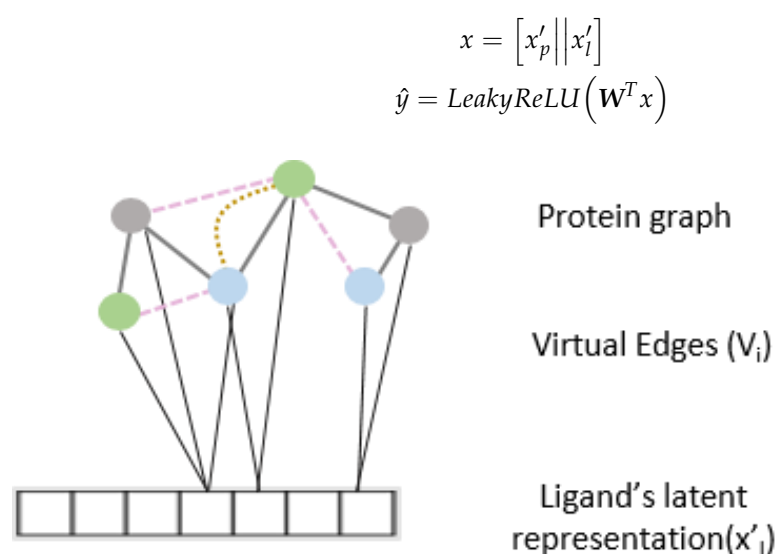 x = [x′ₚ||x′ₗ]
ŷ = LeakyReLU(Wᵀx)
Protein graph
Virtual Edges (Vᵢ)
Ligand's latent
representation(x'ₗ)